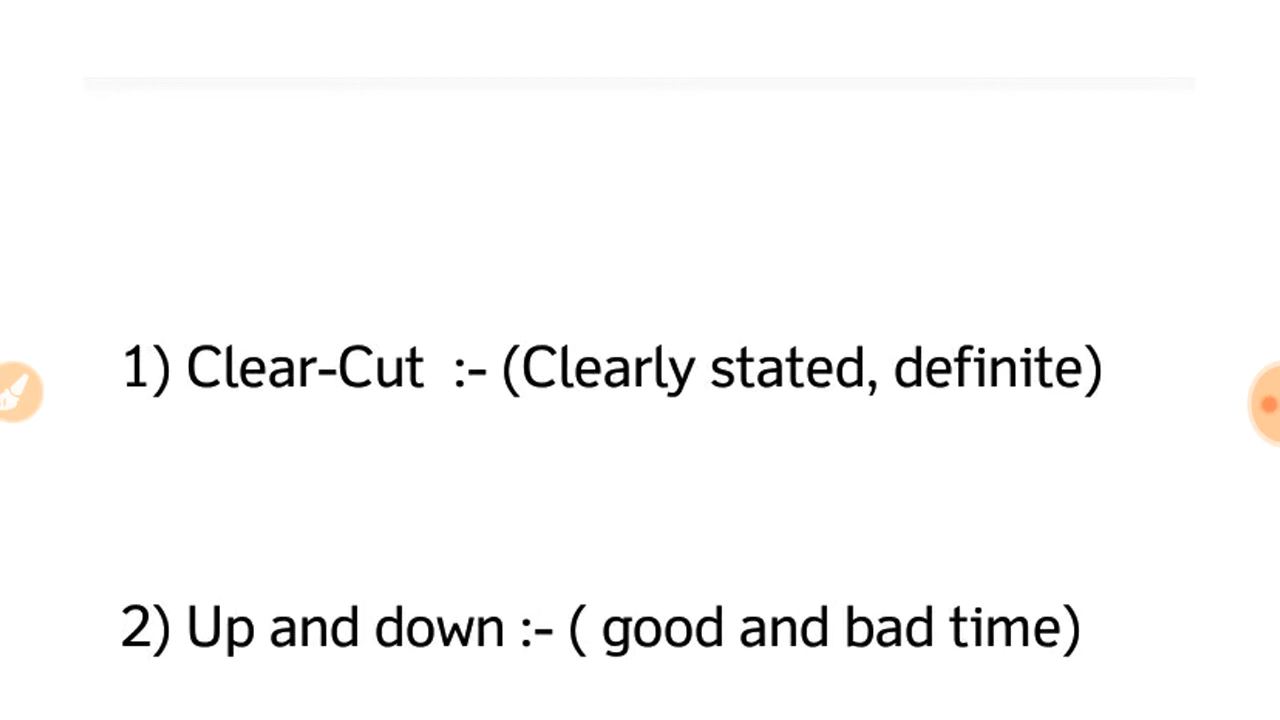 1) Clear-Cut  :- (Clearly stated, definite)
2) Up and down :- ( good and bad time)